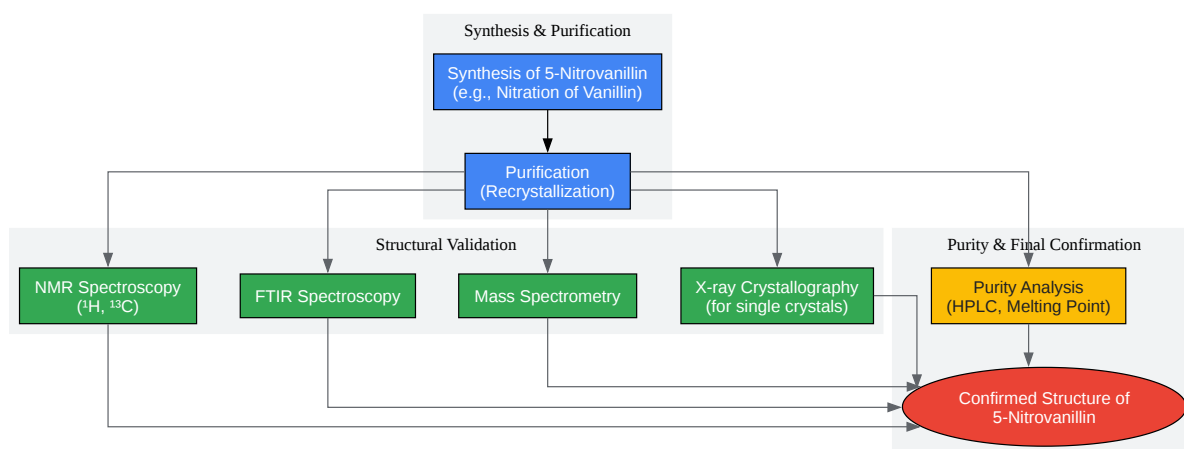 Synthesis & Purification
Synthesis of 5-Nitrovanillin
(e.g., Nitration of Vanillin)
Purification
(Recrystallization)
Structural Validation
Purity & Final Confirmation
NMR Spectroscopy
(¹H, ¹³C)
FTIR Spectroscopy
Mass Spectrometry
X-ray Crystallography
(for single crystals)
Purity Analysis
(HPLC, Melting Point)
Confirmed Structure of
5-Nitrovanillin